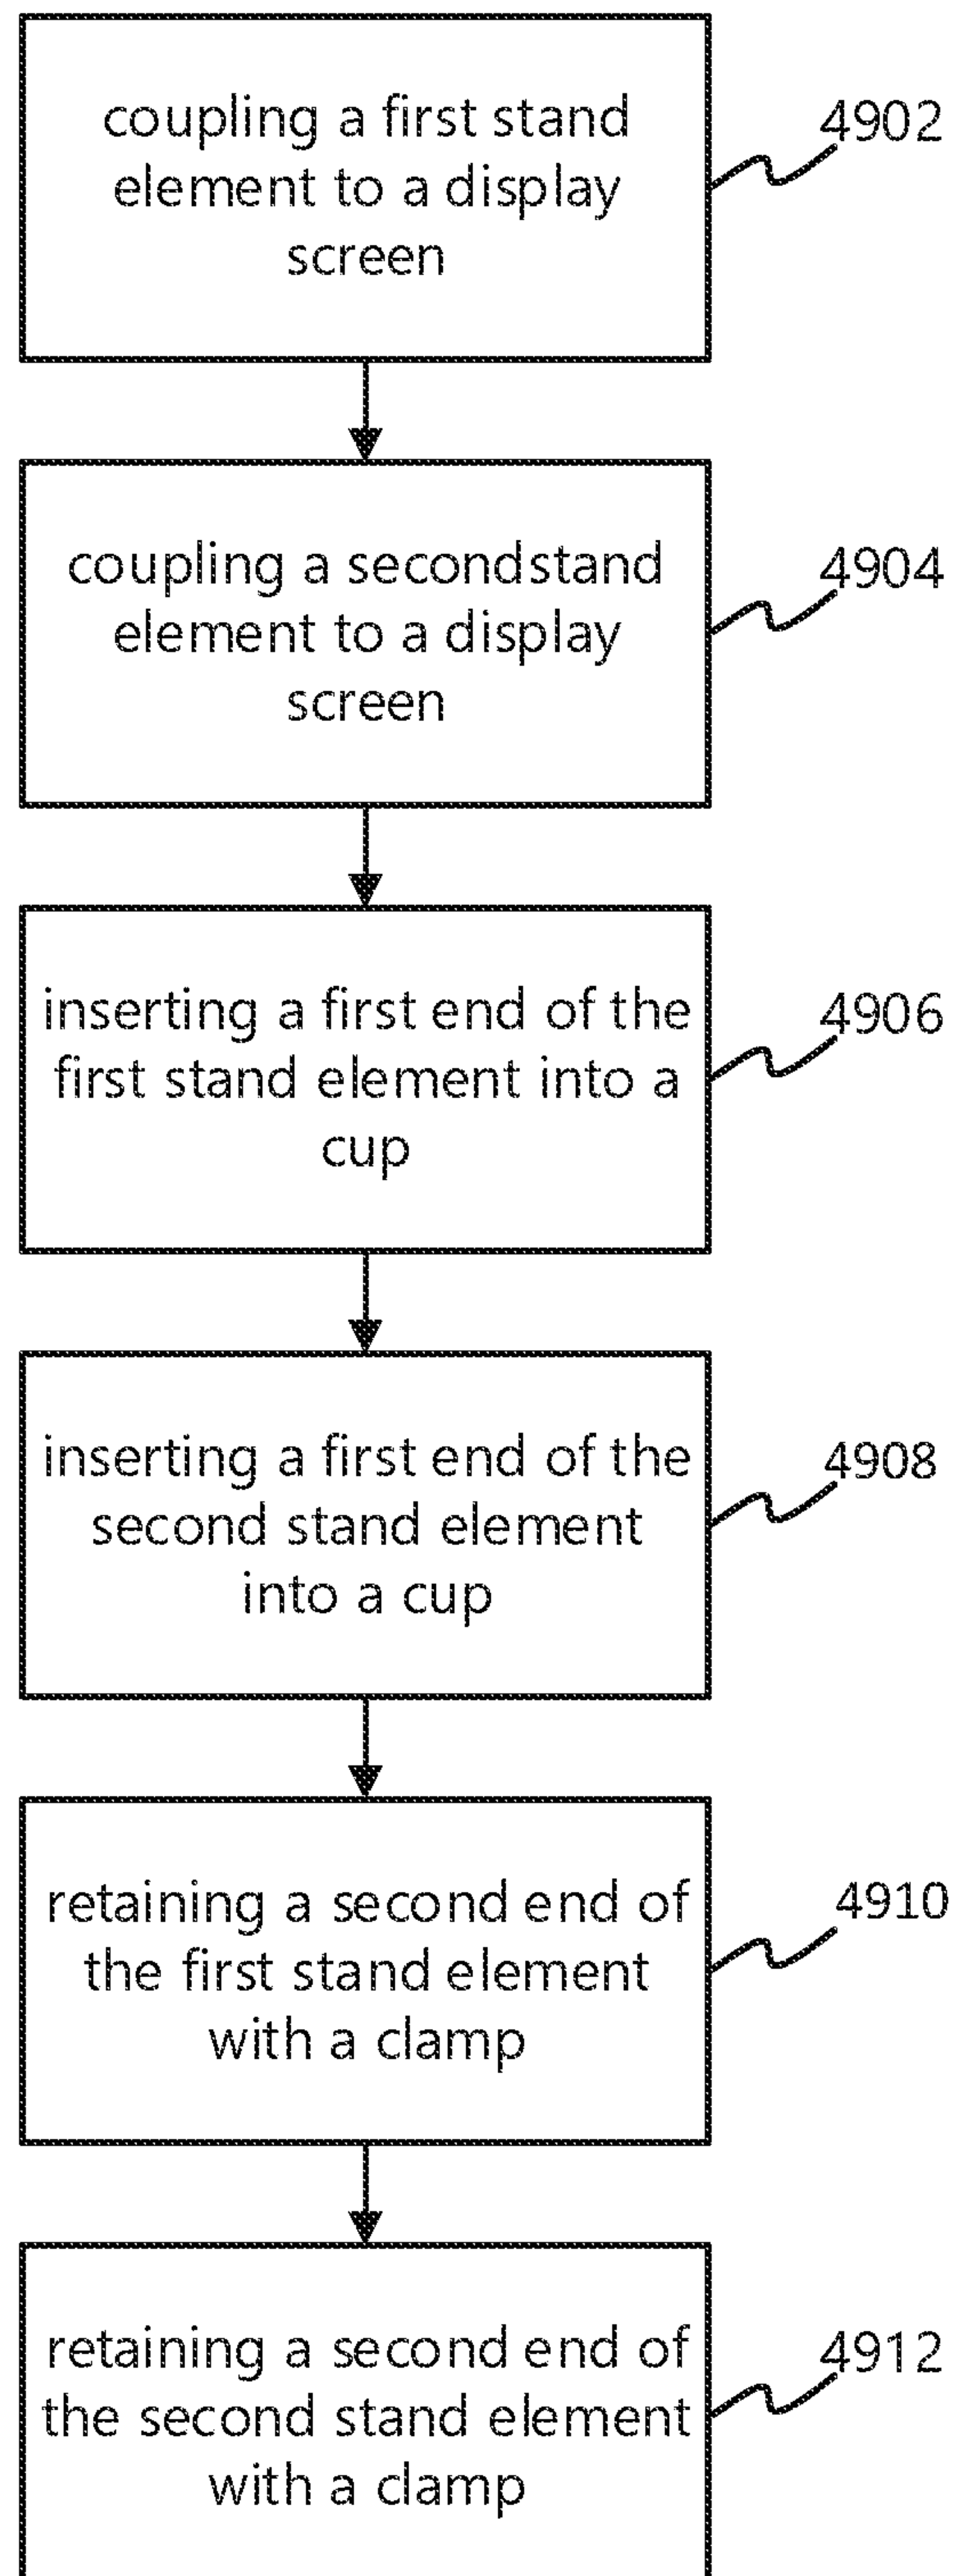 coupling a first stand
element to a display
screen
4902
coupling a secondstand
element to a display
screen
4904
inserting a first end of the
first stand element into a
cup
4906
inserting a first end of the
second stand element
into a cup
4908
retaining a second end of
the first stand element
with a clamp
4910
retaining a second end of
the second stand element
with a clamp
4912